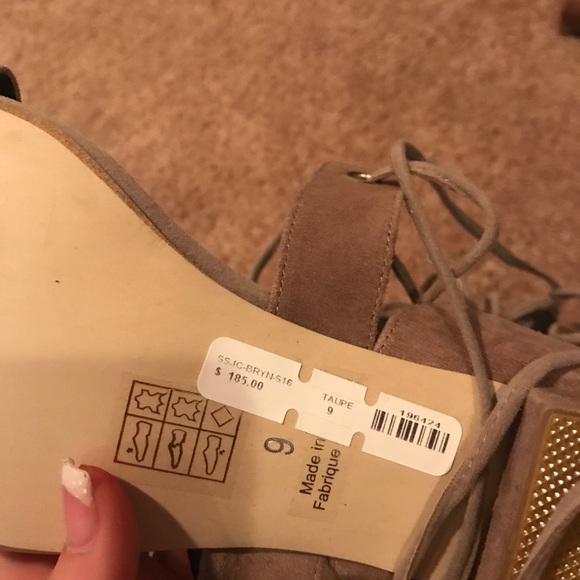 SSJC-BRYN-S16
$ 185.00
TAUPE
9
196424
9
Made in
Fabrique